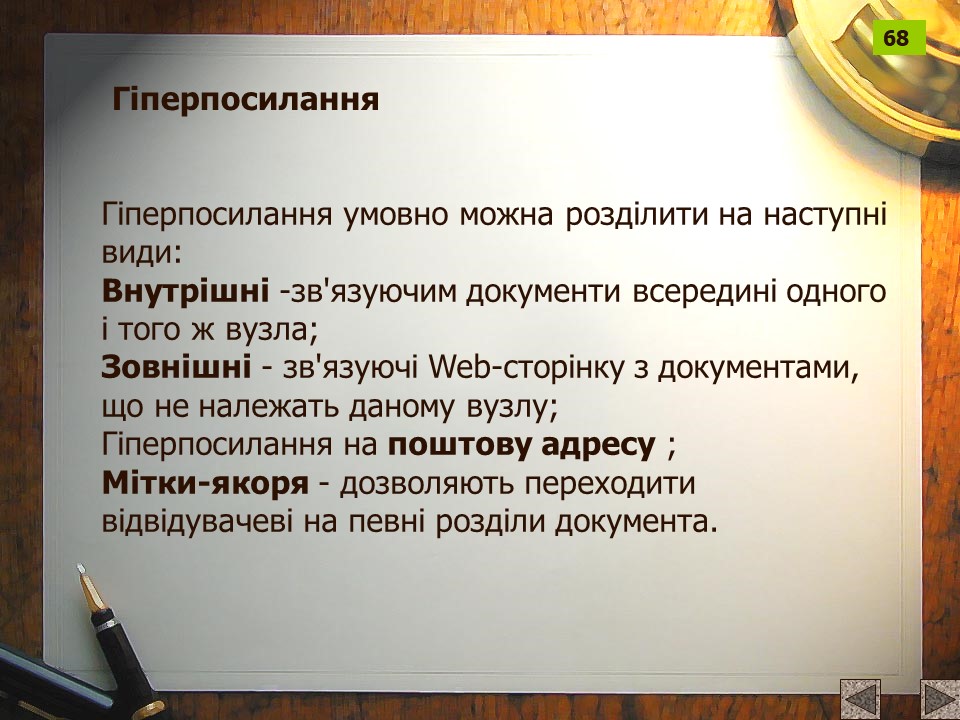 68
Гіперпосилання
Гіперпосилання умовно можна розділити на наступні
види:
Внутрішні -зв'язуючим документи всередині одного
і того ж вузла;
Зовнішні - зв'язуючі Web-сторінку з документами,
що не належать даному вузлу;
Гіперпосилання на поштову адресу ;
Мітки-якоря - дозволяють переходити
відвідувачеві на певні розділи документа.